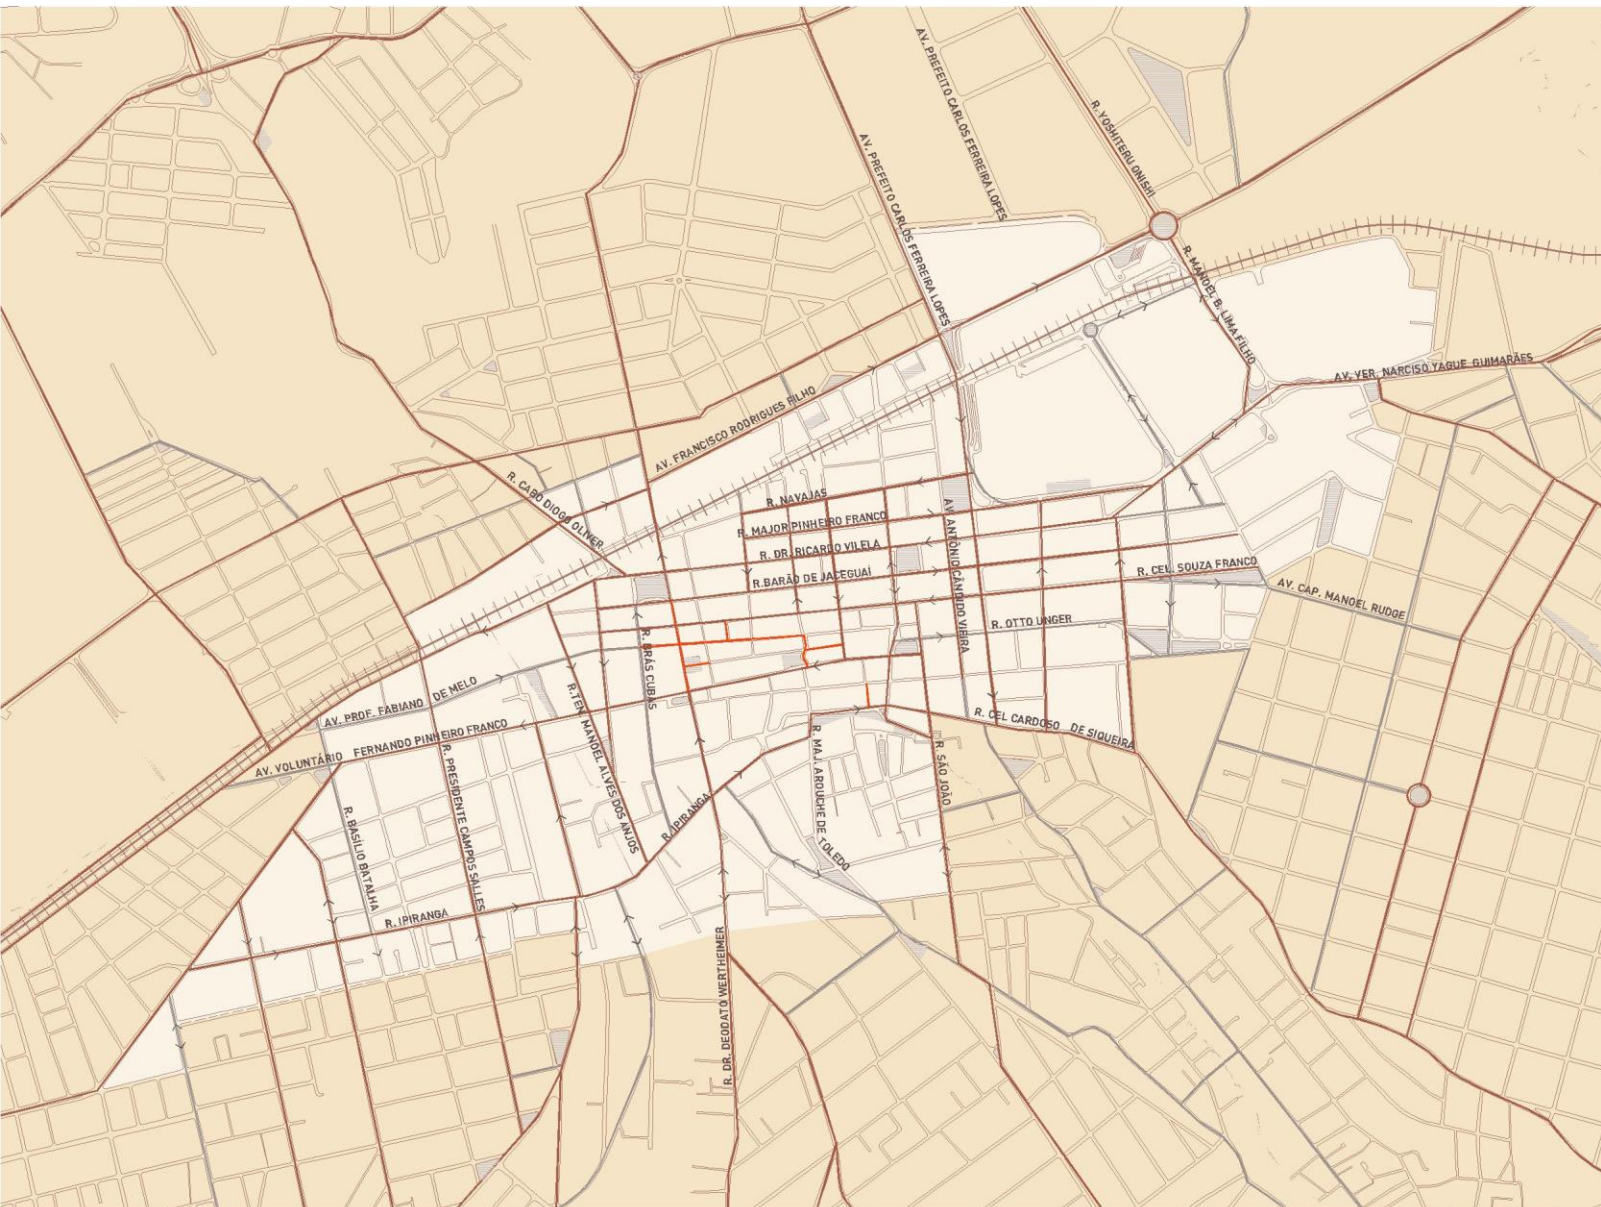 AV. PREFEITO CARLOS FERREIRA LOPES
R. YOSHITERU ONISHI
AV. PREFEITO CARLOS FERREIRA LOPES
R. MANOEL B. LIMA FILHO
AV. VER. NARCISO YAGUE GUIMARÃES
AV. FRANCISCO RODRIGUES FILHO
R. CABO DIOGO OLIVER
R. NAVAJAS
R. MAJOR PINHEIRO FRANCO
R. DR. RICARDO VILELA
R. BARÃO DE JACEGUAÍ
AV. ANTÔNIO CÂNDIDO VIEIRA
R. CEL. SOUZA FRANCO
AV. CAP. MANOEL RUDGE
R. OTTO UNGER
R. BRÁS CUBAS
AV. PROF. FABIANO DE MELO
AV. VOLUNTÁRIO FERNANDO PINHEIRO FRANCO
R. TEN. MANOEL ALVES DOS ANJOS
R. PRESIDENTE CAMPOS SALLES
R. CEL CARDOSO DE SIQUEIRA
R. MAJ. AROUCHE DE TOLEDO
R. SÃO JOÃO
R. IPIRANGA
R. BASÍLIO BATALHA
R. IPIRANGA
R. DR. DEODATO WERTHEIMER